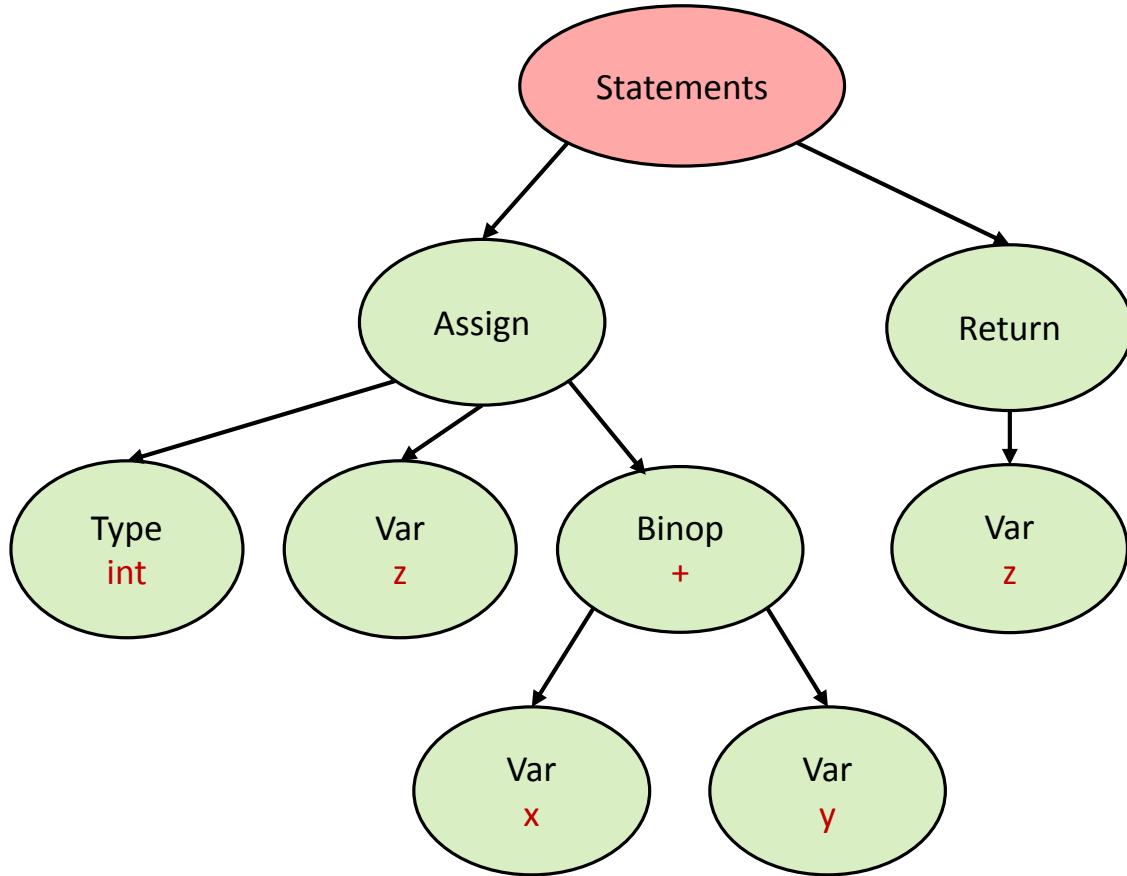 Statements
Assign
Return
Type
int
Var
z
Binop
+
Var
z
Var
x
Var
y